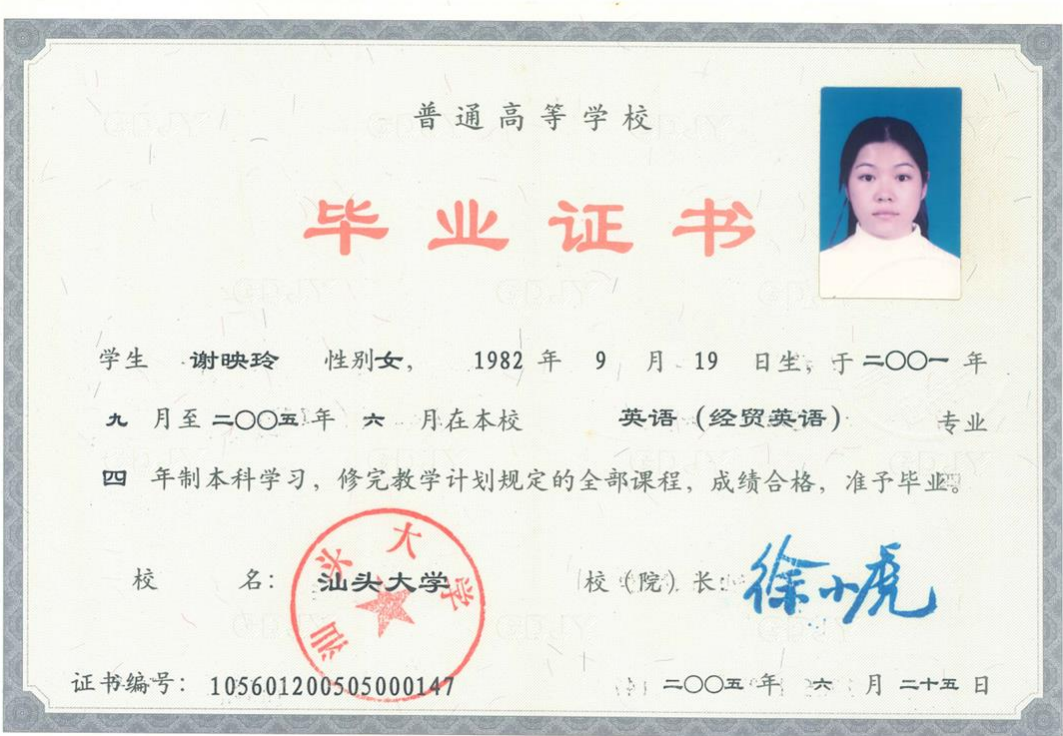 普通高等学校
毕业证书
学生 谢映玲 性别女， 1982 年 9 月 19 日生，于二〇〇一年
九 月至二〇〇五年 六 月在本校 英语（经贸英语） 专业
四 年制本科学习，修完教学计划规定的全部课程，成绩合格，准予毕业。
校 名：汕头大学 校（院）长：徐小虎
汕头大学
证书编号：105601200505000147 二〇〇五年 六 月 二十五日